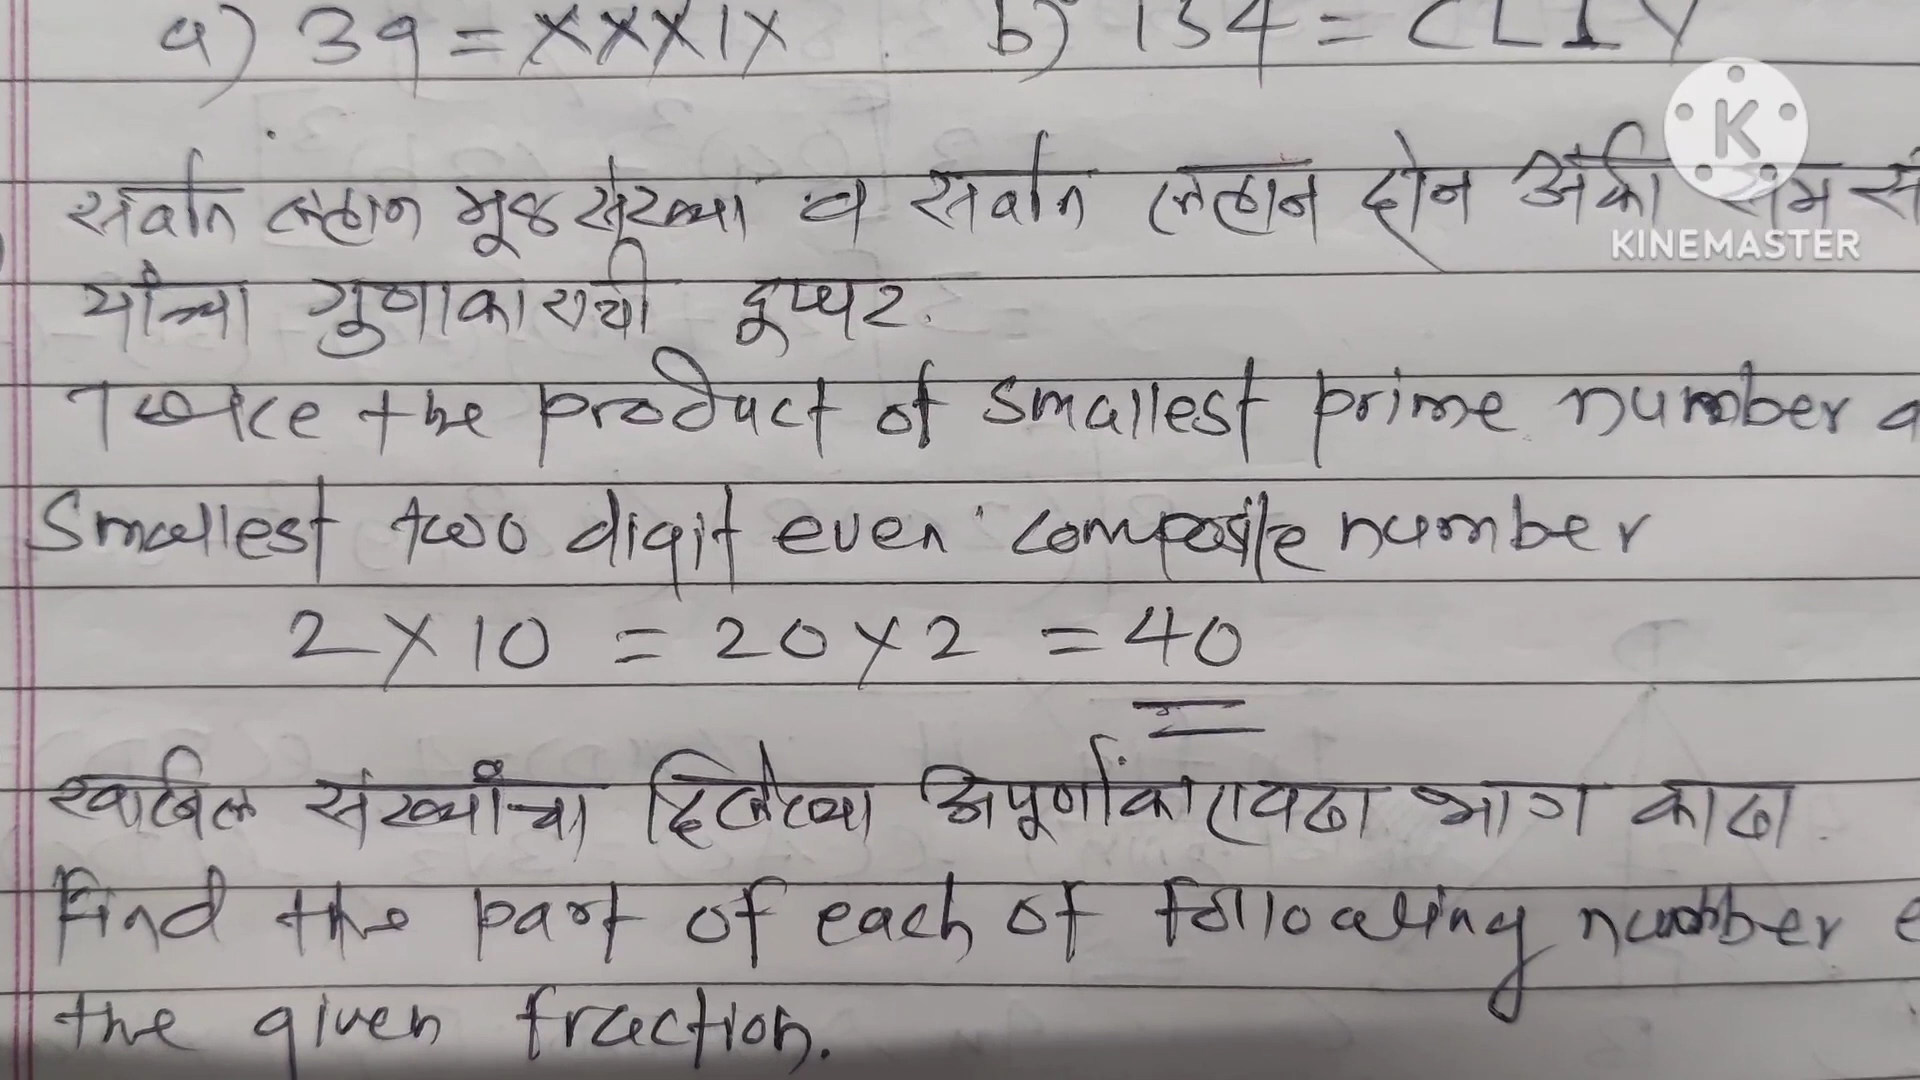 a) 39 = XXXIX b) 154 = CLIV
सर्वात लहान मूळ संख्या व सर्वात लहान दोन अंकी सम सं
यांच्या गुणाकाराची दुप्पट.
Twice the product of smallest prime number a
Smallest two digit even composite number
2 × 10 = 20 × 2 = 40
खालील संख्यांचा दिलेल्या अपूर्णांकाएवढा भाग काढा.
Find the part of each of following number e
the given fraction.
K
KINEMASTER